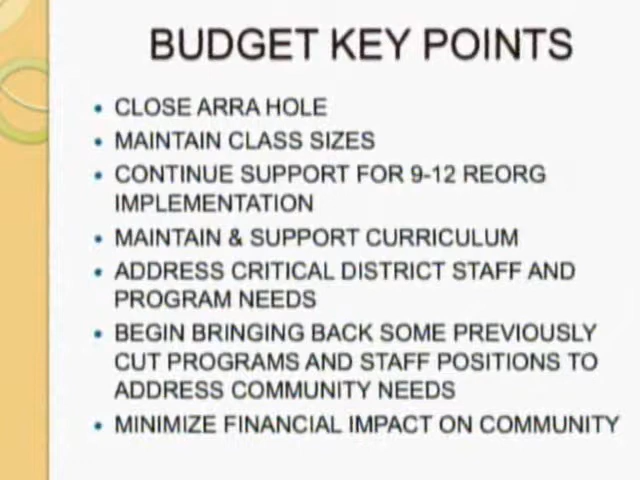 BUDGET KEY POINTS
• CLOSE ARRA HOLE
• MAINTAIN CLASS SIZES
• CONTINUE SUPPORT FOR 9-12 REORG
IMPLEMENTATION
• MAINTAIN & SUPPORT CURRICULUM
• ADDRESS CRITICAL DISTRICT STAFF AND
PROGRAM NEEDS
• BEGIN BRINGING BACK SOME PREVIOUSLY
CUT PROGRAMS AND STAFF POSITIONS TO
ADDRESS COMMUNITY NEEDS
• MINIMIZE FINANCIAL IMPACT ON COMMUNITY